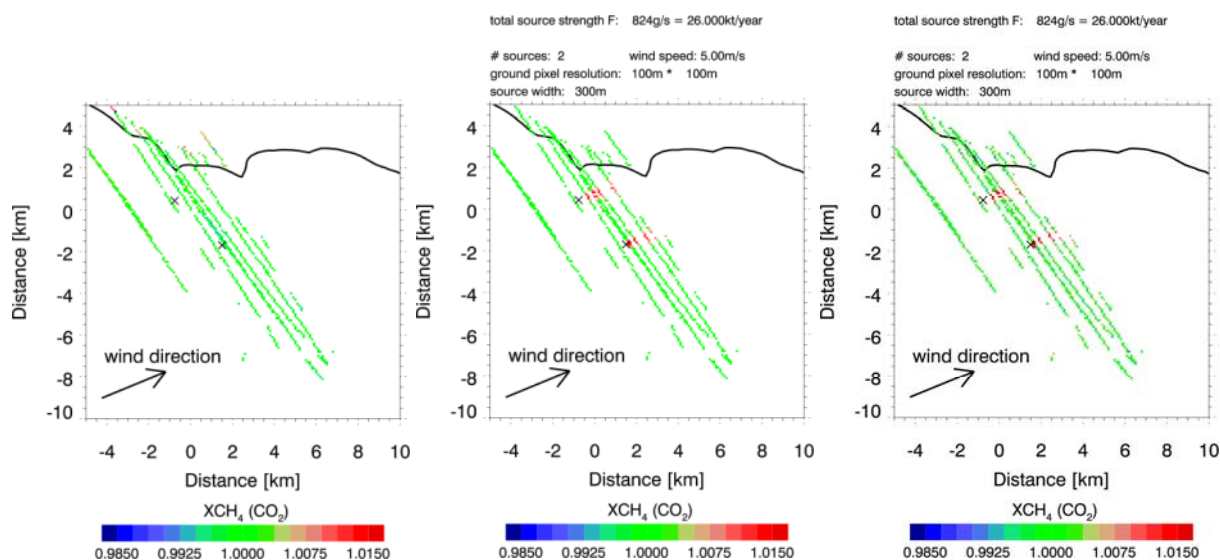 total source strength F: 824g/s = 26.000kt/year
# sources: 2 wind speed: 5.00m/s
ground pixel resolution: 100m * 100m
source width: 300m
total source strength F: 824g/s = 26.000kt/year
# sources: 2 wind speed: 5.00m/s
ground pixel resolution: 100m * 100m
source width: 300m
Distance [km]
4
2
0
-2
-4
-6
-8
-10
wind direction
-4 -2 0 2 4 6 8 10
Distance [km]
XCH₄ (CO₂)
0.9850 0.9925 1.0000 1.0075 1.0150
Distance [km]
4
2
0
-2
-4
-6
-8
-10
wind direction
-4 -2 0 2 4 6 8 10
Distance [km]
XCH₄ (CO₂)
0.9850 0.9925 1.0000 1.0075 1.0150
Distance [km]
4
2
0
-2
-4
-6
-8
-10
wind direction
-4 -2 0 2 4 6 8 10
Distance [km]
XCH₄ (CO₂)
0.9850 0.9925 1.0000 1.0075 1.0150